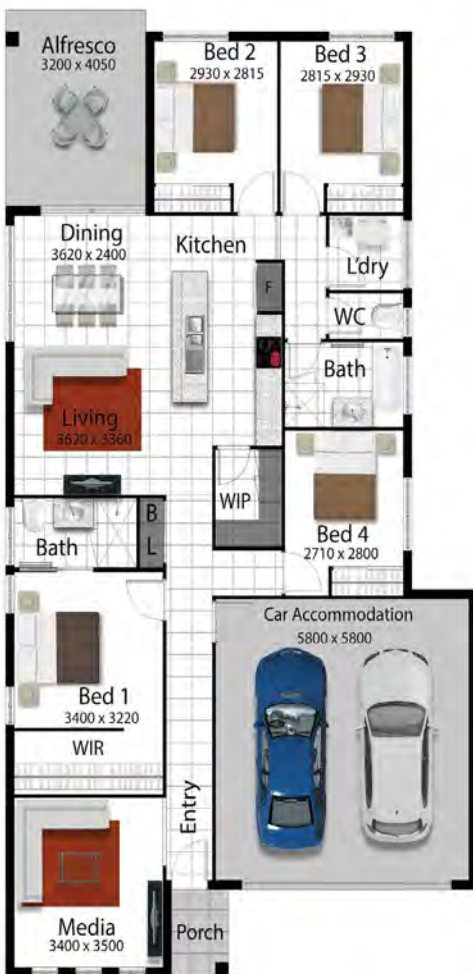 Alfresco
3200 x 4050
Bed 2
2930 x 2815
Bed 3
2815 x 2930
Dining
3620 x 2400
Kitchen
L'dry
F
WC
Bath
Living
3620 x 3360
WIP
B
L
Bath
Bed 4
2710 x 2800
Car Accommodation
5800 x 5800
Bed 1
3400 x 3220
WIR
Entry
Media
3400 x 3500
Porch